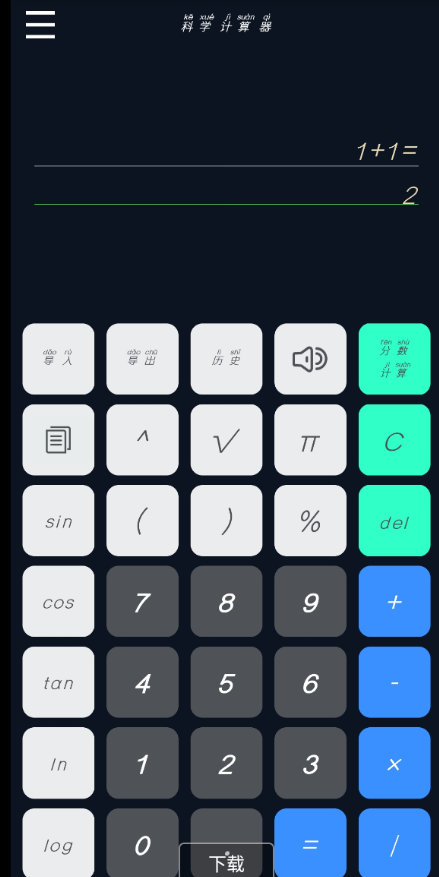 kē xué jì suàn qì
科学计算器
1+1=
2
dǎo rù dǎo chū lì shǐ fēn shù
导入 导出 历史 分数
jì suàn
计算
^ √ π C
sin ( ) % del
cos 7 8 9 +
tan 4 5 6 -
ln 1 2 3 ×
log 0 . = /
下载